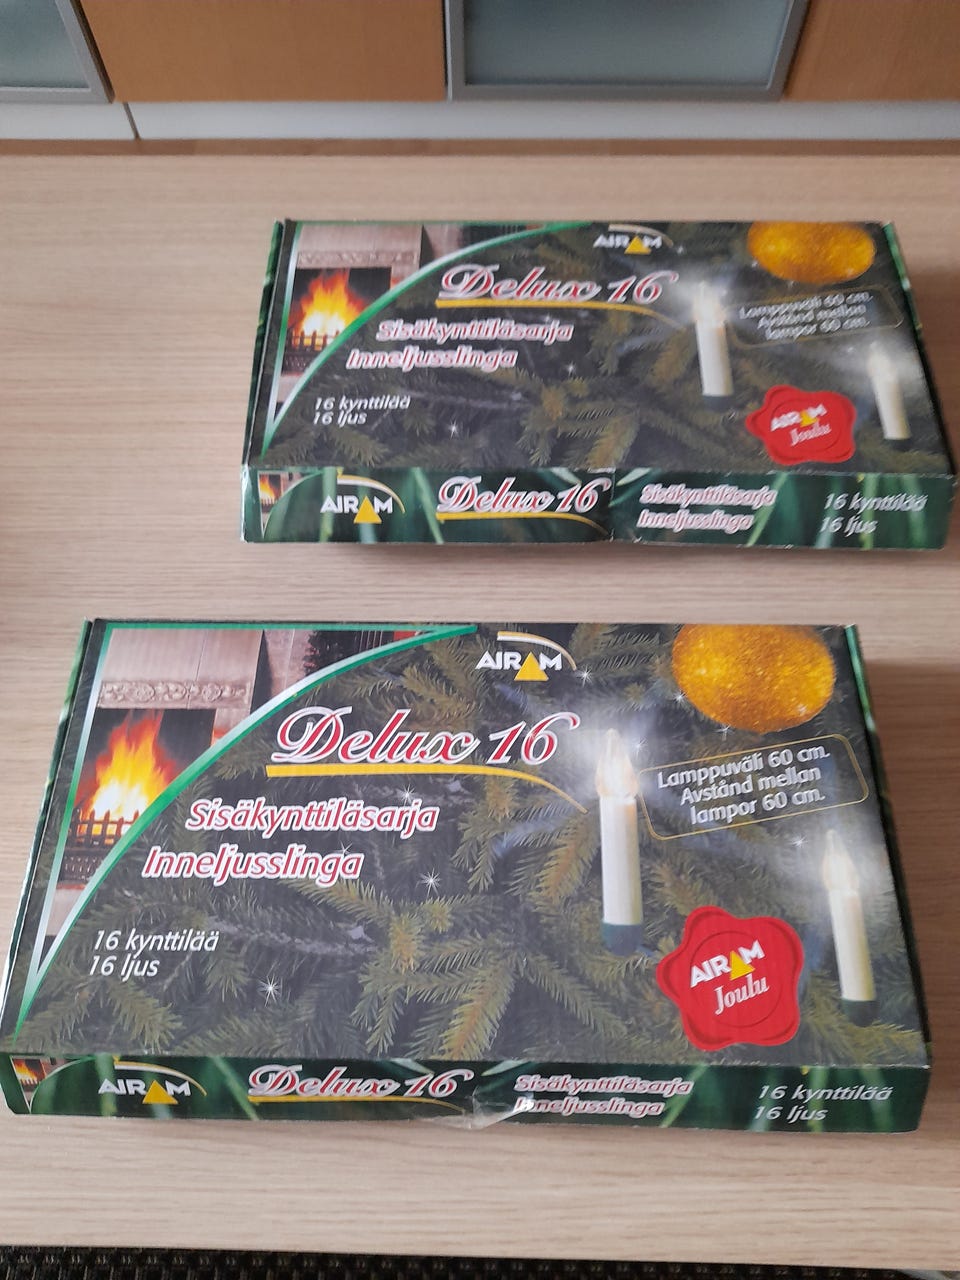 AIRAM
Delux 16
Sisäkynttiläsarja
Inneljusslinga
Lamppuväli 60 cm.
Avstånd mellan
lampor 60 cm.
16 kynttilää
16 ljus
AIRAM
Joulu
AIRAM
Delux 16
Sisäkynttiläsarja
Inneljusslinga
16 kynttilää
16 ljus
AIRAM
Delux 16
Lamppuväli 60 cm.
Avstånd mellan
lampor 60 cm.
Sisäkynttiläsarja
Inneljusslinga
16 kynttilää
16 ljus
AIRAM
Joulu
AIRAM
Delux 16
Sisäkynttiläsarja
Inneljusslinga
16 kynttilää
16 ljus